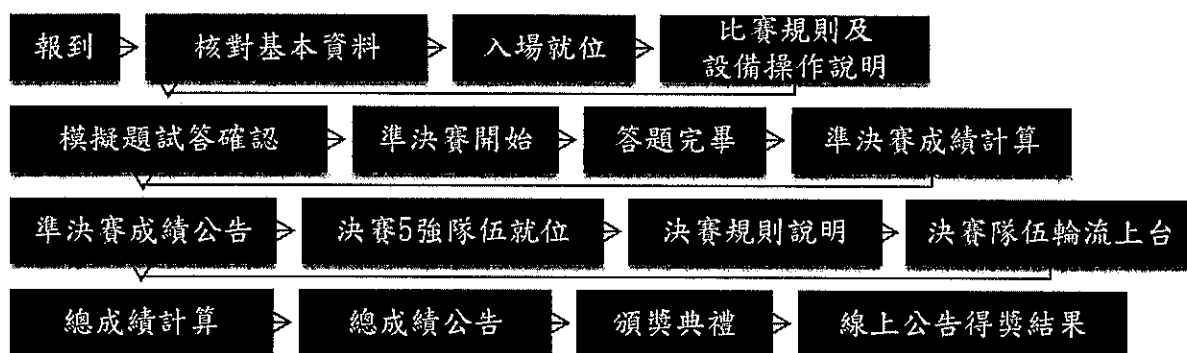 報到
核對基本資料
入場就位
比賽規則及
設備操作說明
模擬題試答確認
準決賽開始
答題完畢
準決賽成績計算
準決賽成績公告
決賽5強隊伍就位
決賽規則說明
決賽隊伍輪流上台
總成績計算
總成績公告
頒獎典禮
線上公告得獎結果